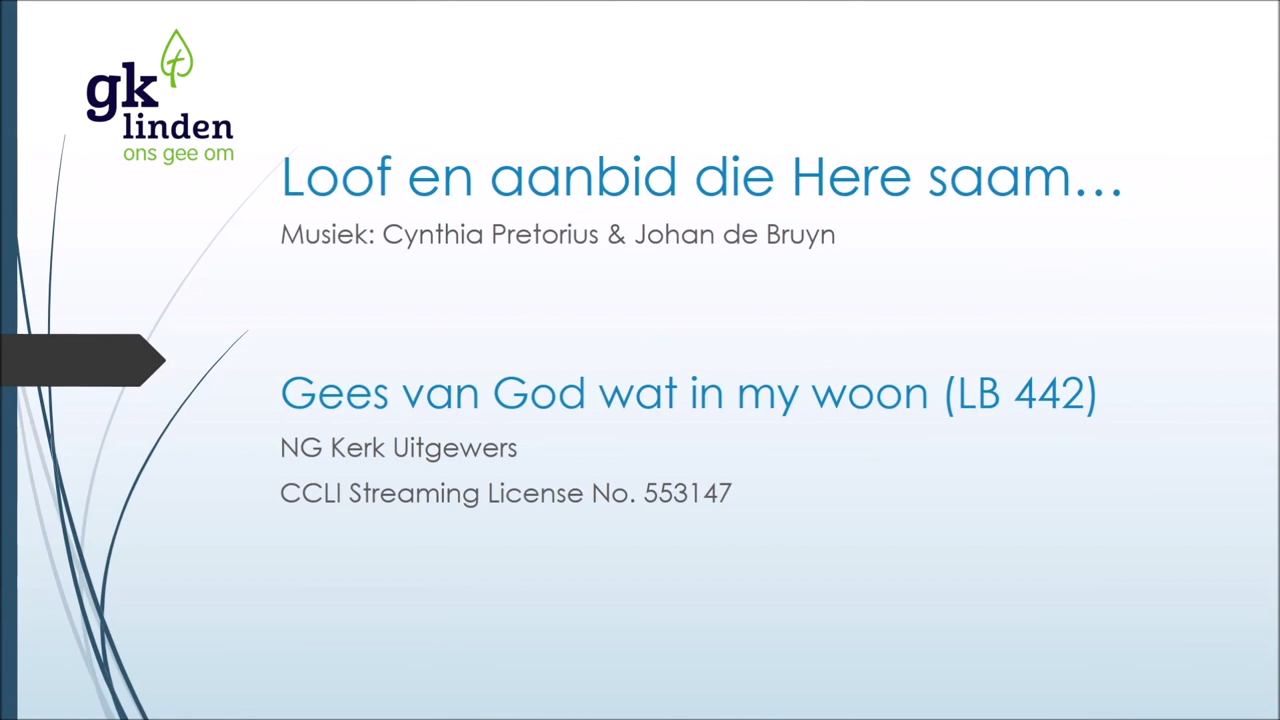 gk
linden
ons gee om
Loof en aanbid die Here saam…
Musiek: Cynthia Pretorius & Johan de Bruyn
Gees van God wat in my woon (LB 442)
NG Kerk Uitgewers
CCLI Streaming License No. 553147